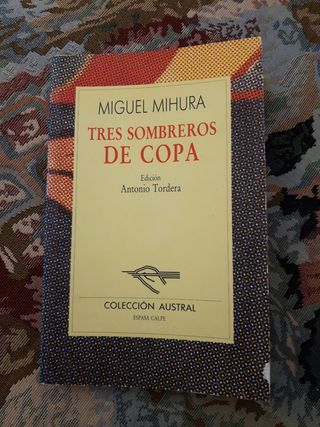 MIGUEL MIHURA
TRES SOMBREROS
DE COPA
Edición
Antonio Tordera
COLECCIÓN AUSTRAL
ESPASA CALPE